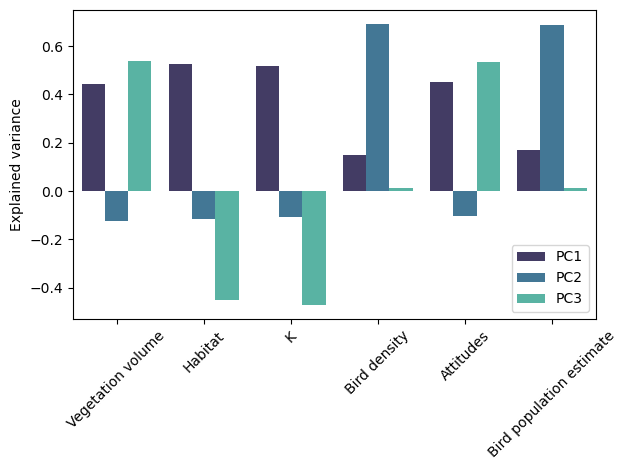 Explained variance
0.6
0.4
0.2
0.0
−0.2
−0.4
Vegetation volume
Habitat
K
Bird density
Attitudes
Bird population estimate
PC1
PC2
PC3